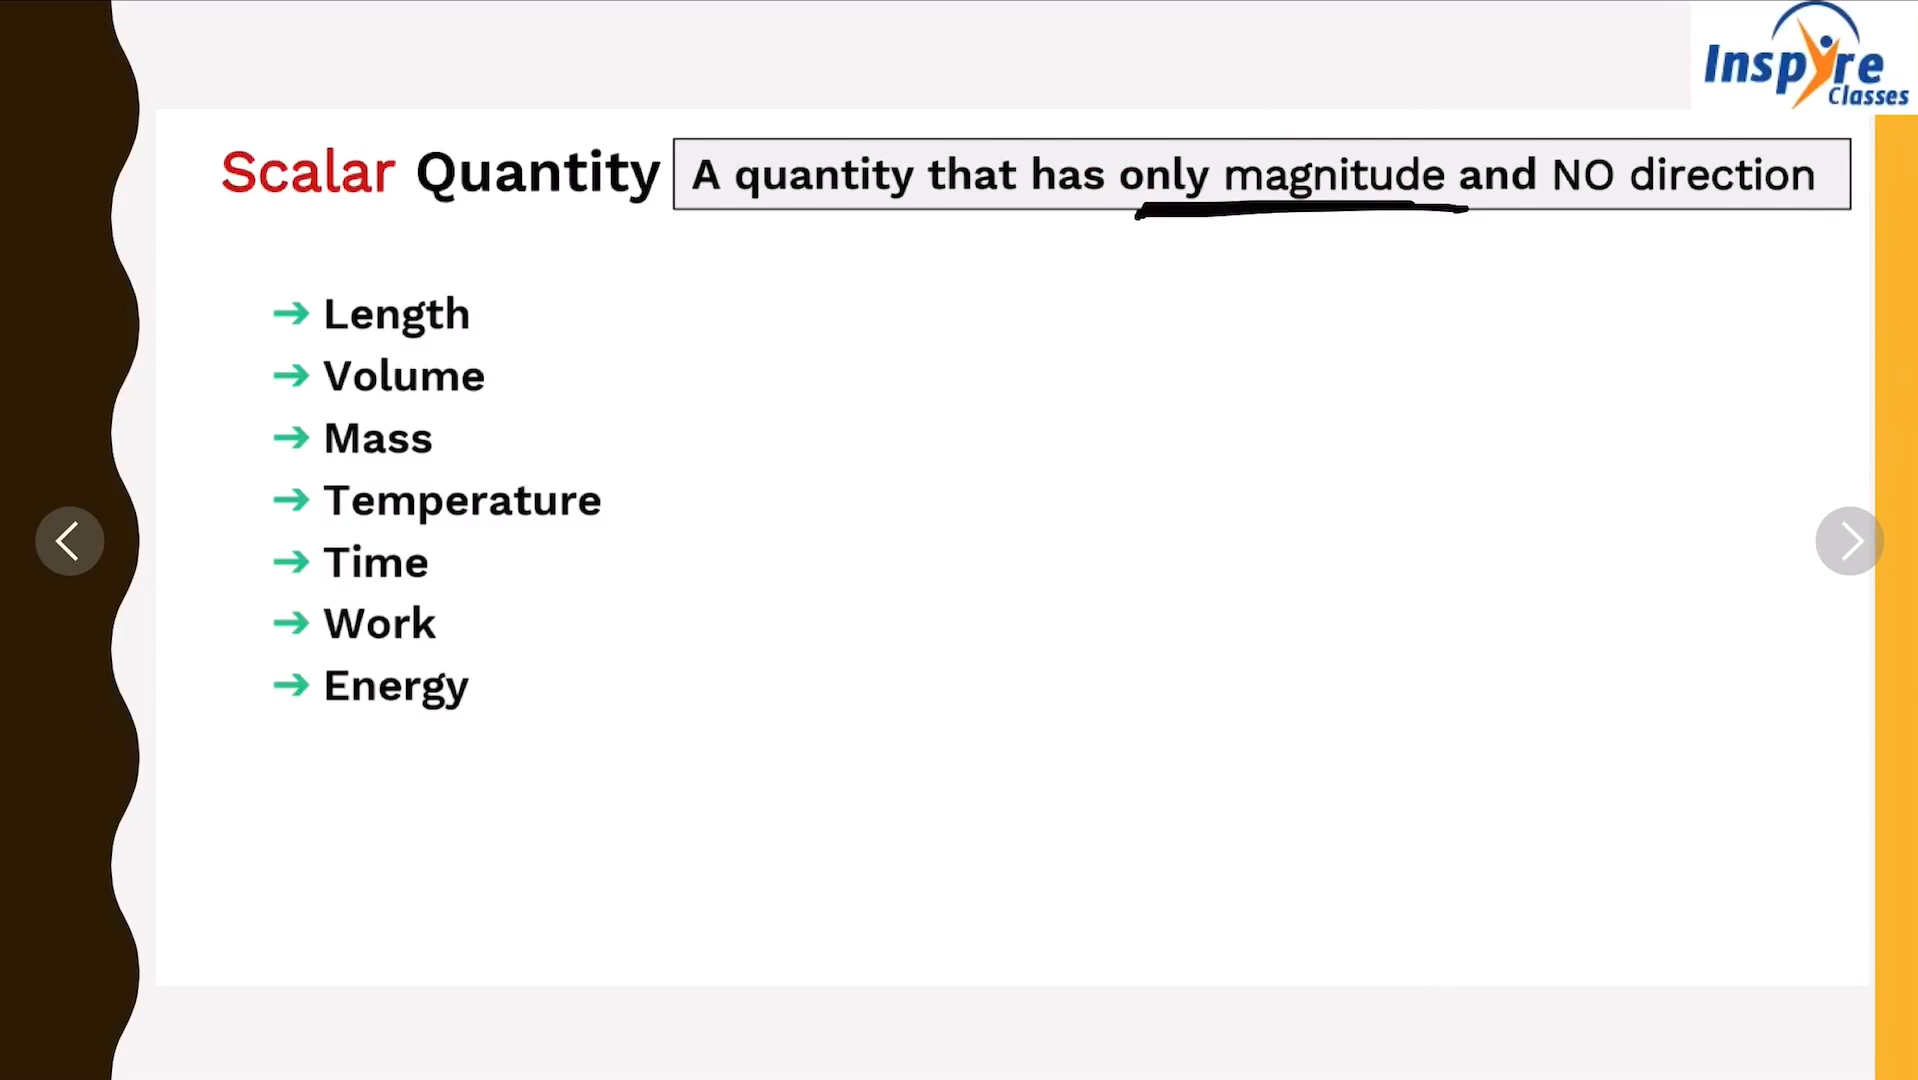 Inspyre
Classes
Scalar Quantity A quantity that has only magnitude and NO direction
Length
Volume
Mass
Temperature
Time
Work
Energy